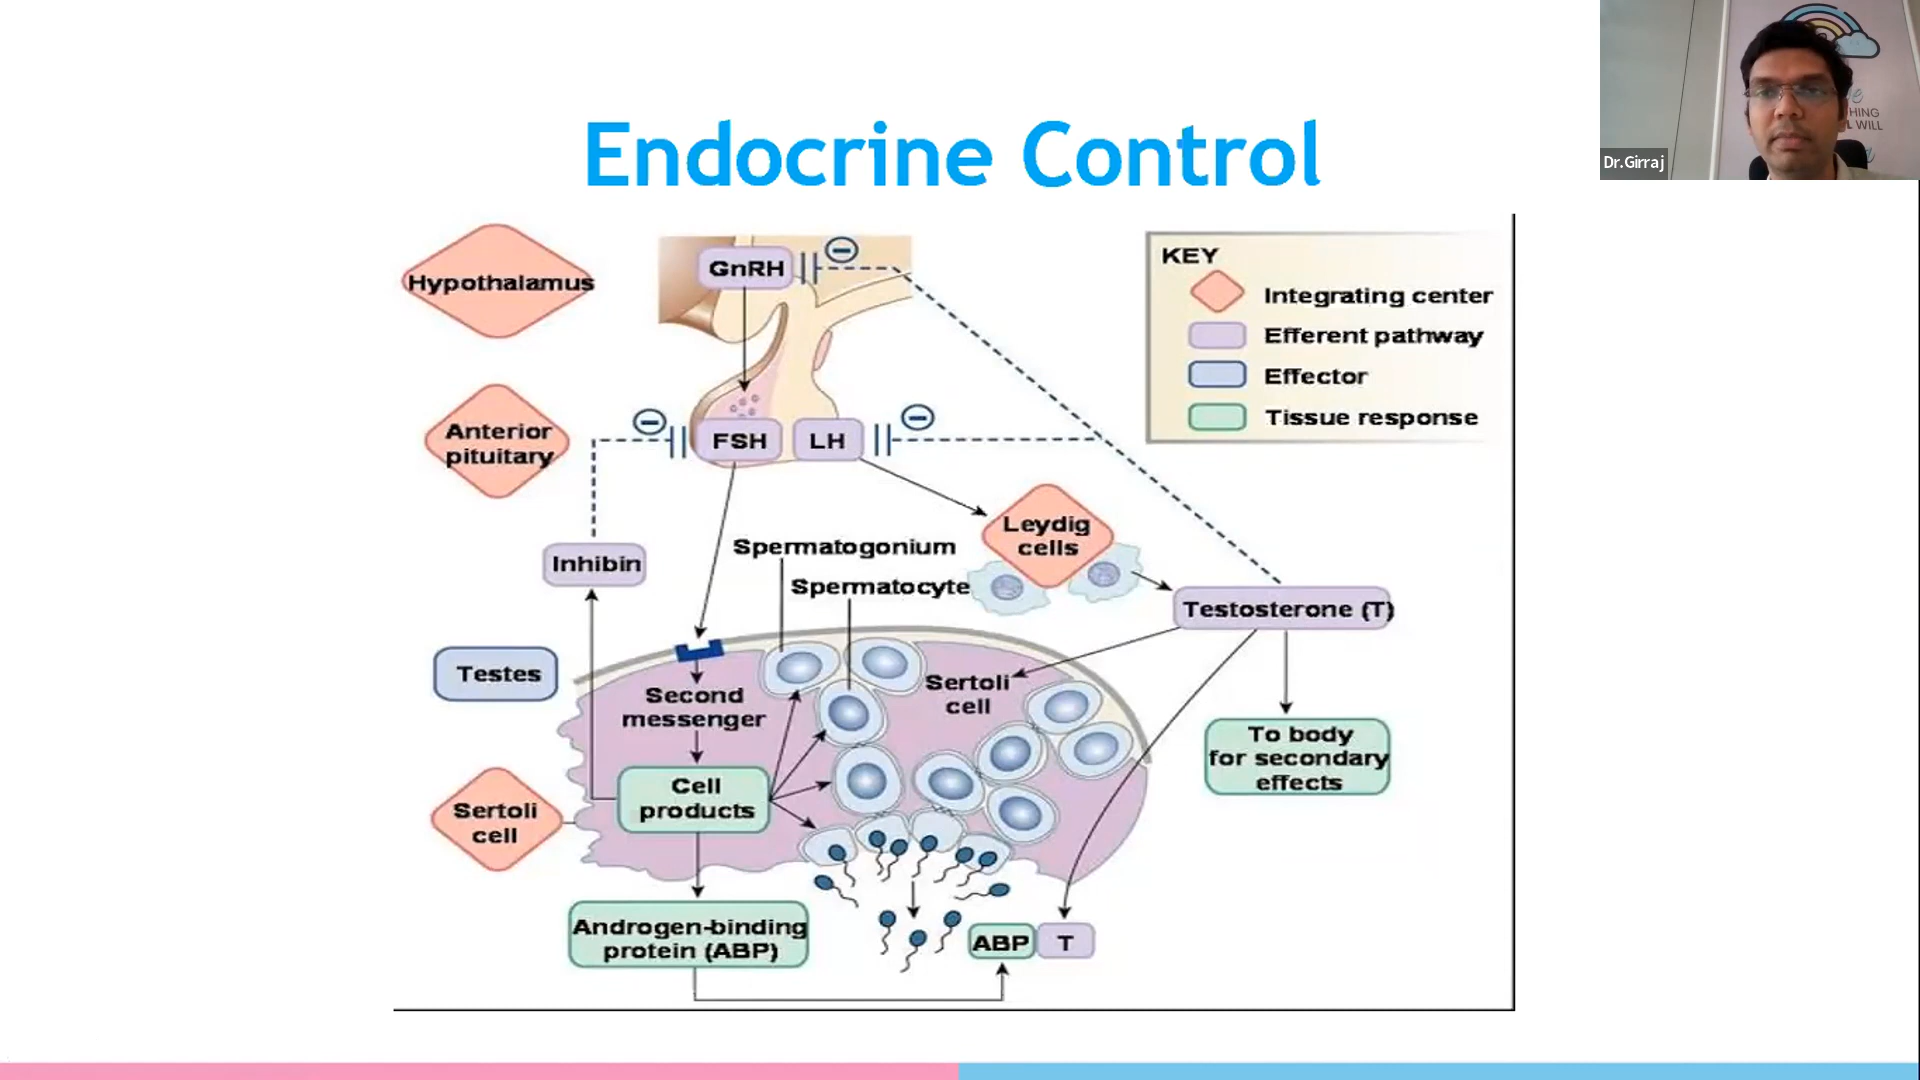 Endocrine Control
Dr.Girraj
HING
WILL
Hypothalamus
GnRH
KEY
Integrating center
Efferent pathway
Effector
Tissue response
Anterior
pituitary
FSH
LH
Leydig
cells
Spermatogonium
Spermatocyte
Inhibin
Testosterone (T)
Testes
Second
messenger
Sertoli
cell
To body
for secondary
effects
Cell
products
Sertoli
cell
Androgen-binding
protein (ABP)
ABP
T